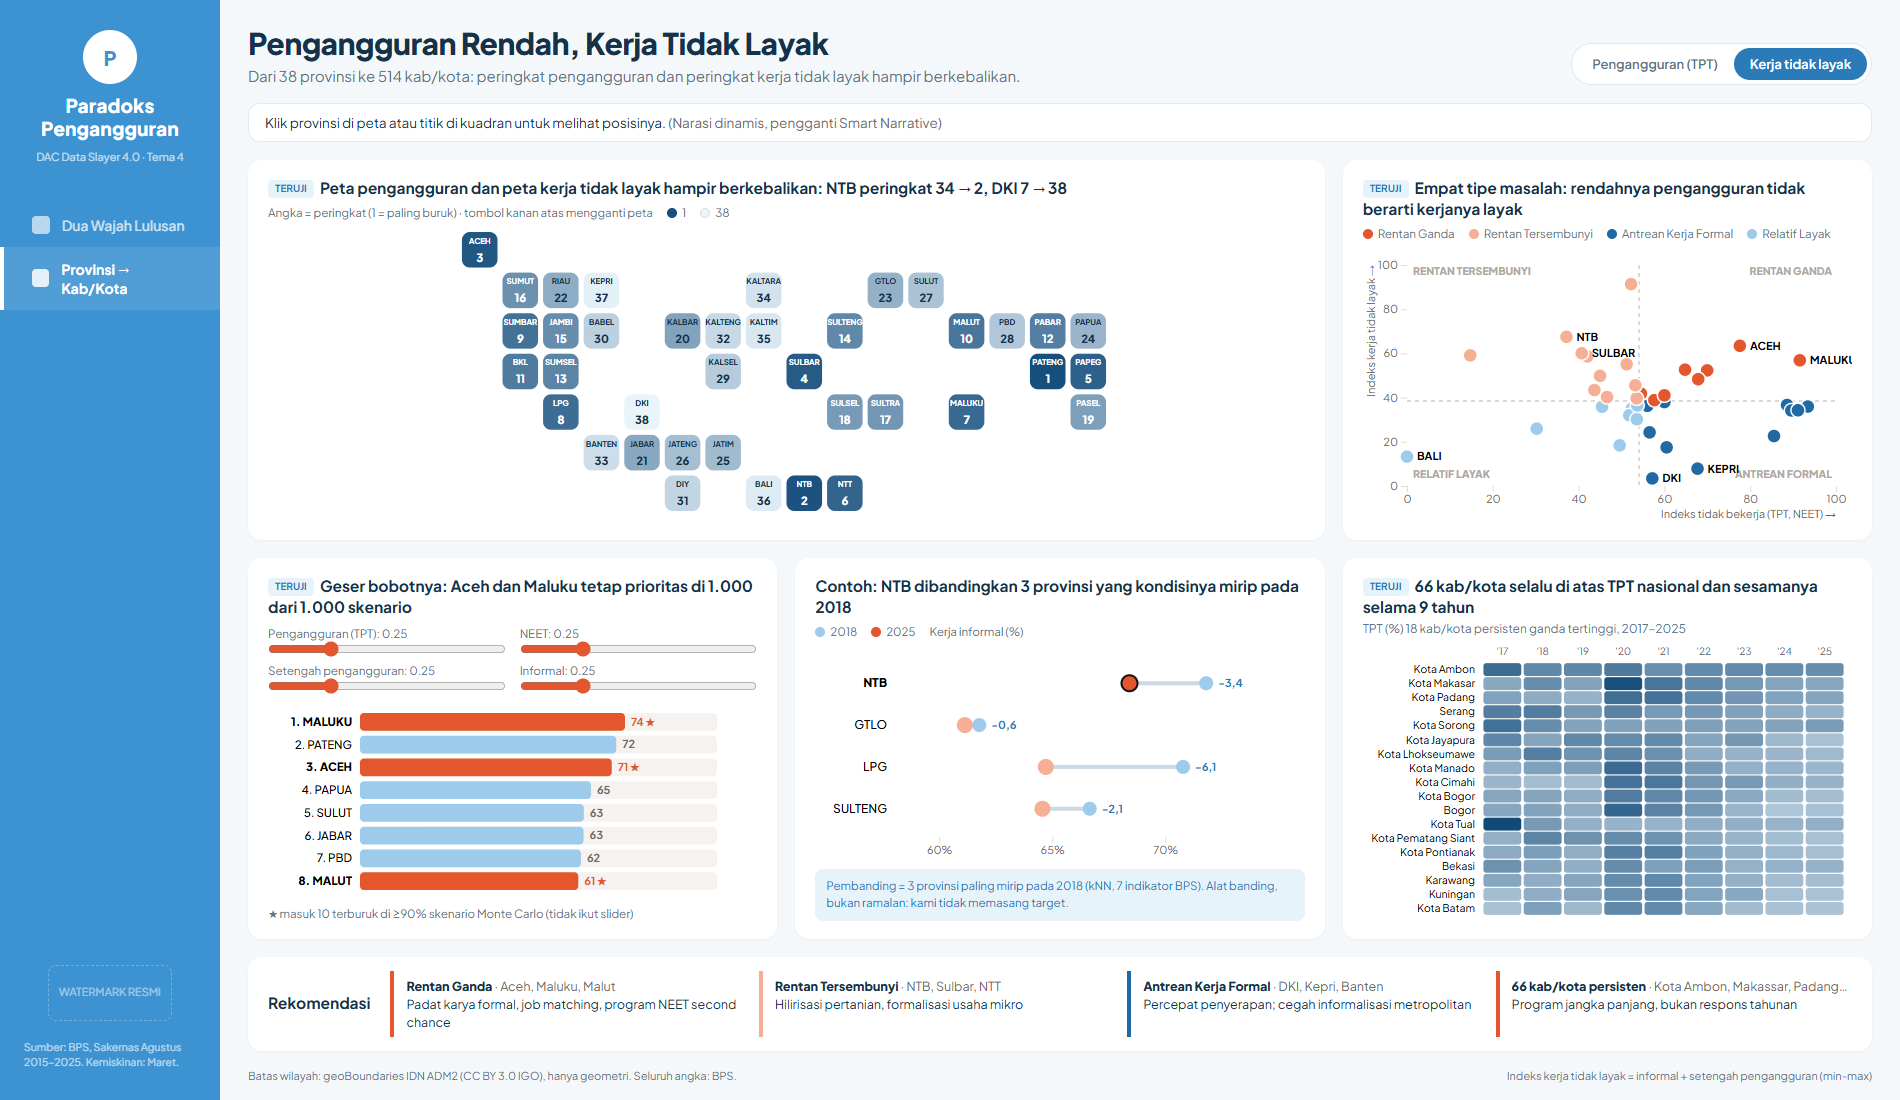 P
Paradoks
Pengangguran
DAC Data Slayer 4.0 · Tema 4
Dua Wajah Lulusan
Provinsi →
Kab/Kota
WATERMARK RESMI
Sumber: BPS, Sakernas Agustus
2015–2025. Kemiskinan: Maret.
Pengangguran Rendah, Kerja Tidak Layak
Dari 38 provinsi ke 514 kab/kota: peringkat pengangguran dan peringkat kerja tidak layak hampir berkebalikan.
Pengangguran (TPT) Kerja tidak layak
Klik provinsi di peta atau titik di kuadran untuk melihat posisinya. (Narasi dinamis, pengganti Smart Narrative)
TERUJI Peta pengangguran dan peta kerja tidak layak hampir berkebalikan: NTB peringkat 34 → 2, DKI 7 → 38
Angka = peringkat (1 = paling buruk) · tombol kanan atas mengganti peta 1 38
ACEH
3
SUMUT RIAU KEPRI KALTARA GTLO SULUT
16 22 37 34 23 27
SUMBAR JAMBI BABEL KALBAR KALTENG KALTIM SULTENG MALUT PBD PABAR PAPUA
9 15 30 20 32 35 14 10 28 12 24
BKL SUMSEL KALSEL SULBAR PATENG PAPEG
11 13 29 4 1 5
LPG DKI SULSEL SULTRA MALUKU PASEL
8 38 18 17 7 19
BANTEN JABAR JATENG JATIM
33 21 26 25
DIY BALI NTB NTT
31 36 2 6
TERUJI Empat tipe masalah: rendahnya pengangguran tidak
berarti kerjanya layak
Rentan Ganda Rentan Tersembunyi Antrean Kerja Formal Relatif Layak
Indeks kerja tidak layak →
100
80
60
40
20
0
RENTAN TERSEMBUNYI RENTAN GANDA
NTB
SULBAR
ACEH
MALUKU
BALI
KEPRI
DKI
RELATIF LAYAK ANTREAN FORMAL
0 20 40 60 80 100
Indeks tidak bekerja (TPT, NEET) →
TERUJI Geser bobotnya: Aceh dan Maluku tetap prioritas di 1.000
dari 1.000 skenario
Pengangguran (TPT): 0.25 NEET: 0.25
Setengah pengangguran: 0.25 Informal: 0.25
1. MALUKU 74 ★
2. PATENG 72
3. ACEH 71 ★
4. PAPUA 65
5. SULUT 63
6. JABAR 63
7. PBD 62
8. MALUT 61 ★
★ masuk 10 terburuk di ≥90% skenario Monte Carlo (tidak ikut slider)
Contoh: NTB dibandingkan 3 provinsi yang kondisinya mirip pada
2018
2018 2025 Kerja informal (%)
NTB -3,4
GTLO -0,6
LPG -6,1
SULTENG -2,1
60% 65% 70%
Pembanding = 3 provinsi paling mirip pada 2018 (kNN, 7 indikator BPS). Alat banding,
bukan ramalan: kami tidak memasang target.
TERUJI 66 kab/kota selalu di atas TPT nasional dan sesamanya
selama 9 tahun
TPT (%) 18 kab/kota persisten ganda tertinggi, 2017–2025
'17 '18 '19 '20 '21 '22 '23 '24 '25
Kota Ambon
Kota Makasar
Kota Padang
Serang
Kota Sorong
Kota Jayapura
Kota Lhokseumawe
Kota Manado
Kota Cimahi
Kota Bogor
Bogor
Kota Tual
Kota Pematang Siant
Kota Pontianak
Bekasi
Karawang
Kuningan
Kota Batam
Rekomendasi
Rentan Ganda · Aceh, Maluku, Malut
Padat karya formal, job matching, program NEET second
chance
Rentan Tersembunyi · NTB, Sulbar, NTT
Hilirisasi pertanian, formalisasi usaha mikro
Antrean Kerja Formal · DKI, Kepri, Banten
Percepat penyerapan; cegah informalisasi metropolitan
66 kab/kota persisten · Kota Ambon, Makassar, Padang...
Program jangka panjang, bukan respons tahunan
Batas wilayah: geoBoundaries IDN ADM2 (CC BY 3.0 IGO), hanya geometri. Seluruh angka: BPS.
Indeks kerja tidak layak = informal + setengah pengangguran (min-max)